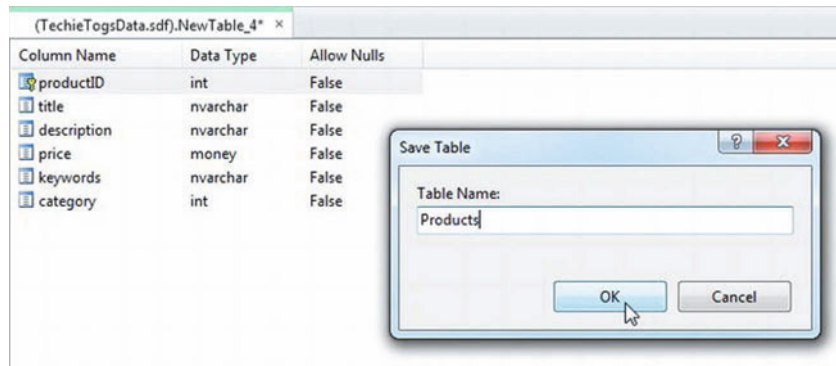 (TechieTogsData.sdf).NewTable_4* ×
Column Name Data Type Allow Nulls
productID int False
title nvarchar False
description nvarchar False
price money False
keywords nvarchar False
category int False
Save Table
Table Name:
Products
OK Cancel